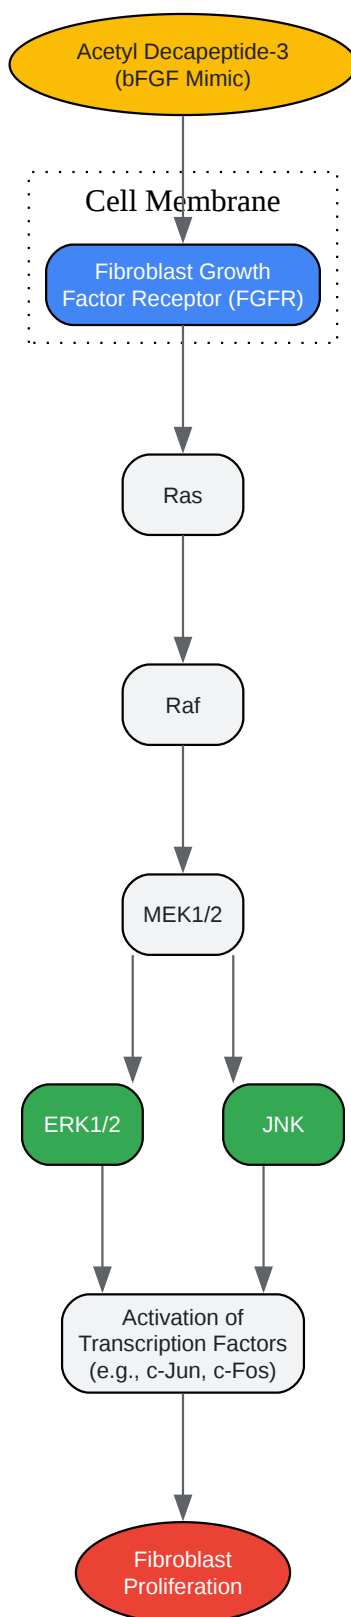 Acetyl Decapeptide-3
(bFGF Mimic)
Cell Membrane
Fibroblast Growth
Factor Receptor (FGFR)
Ras
Raf
MEK1/2
ERK1/2
JNK
Activation of
Transcription Factors
(e.g., c-Jun, c-Fos)
Fibroblast
Proliferation